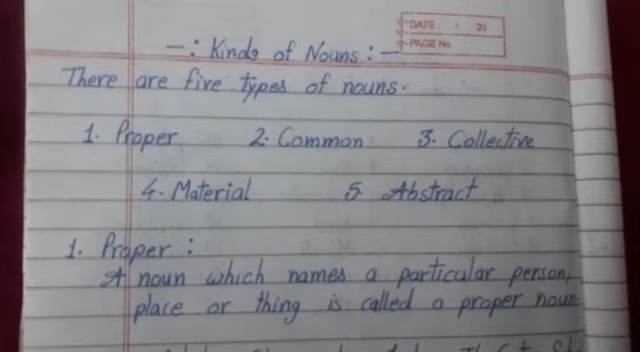 DATE: / 20
PAGE No
—: Kinds of Nouns: —
There are five types of nouns.
1. Proper 2. Common 3. Collective
4. Material 5. Abstract
1. Proper:
A noun which names a particular person,
place or thing is called a proper noun